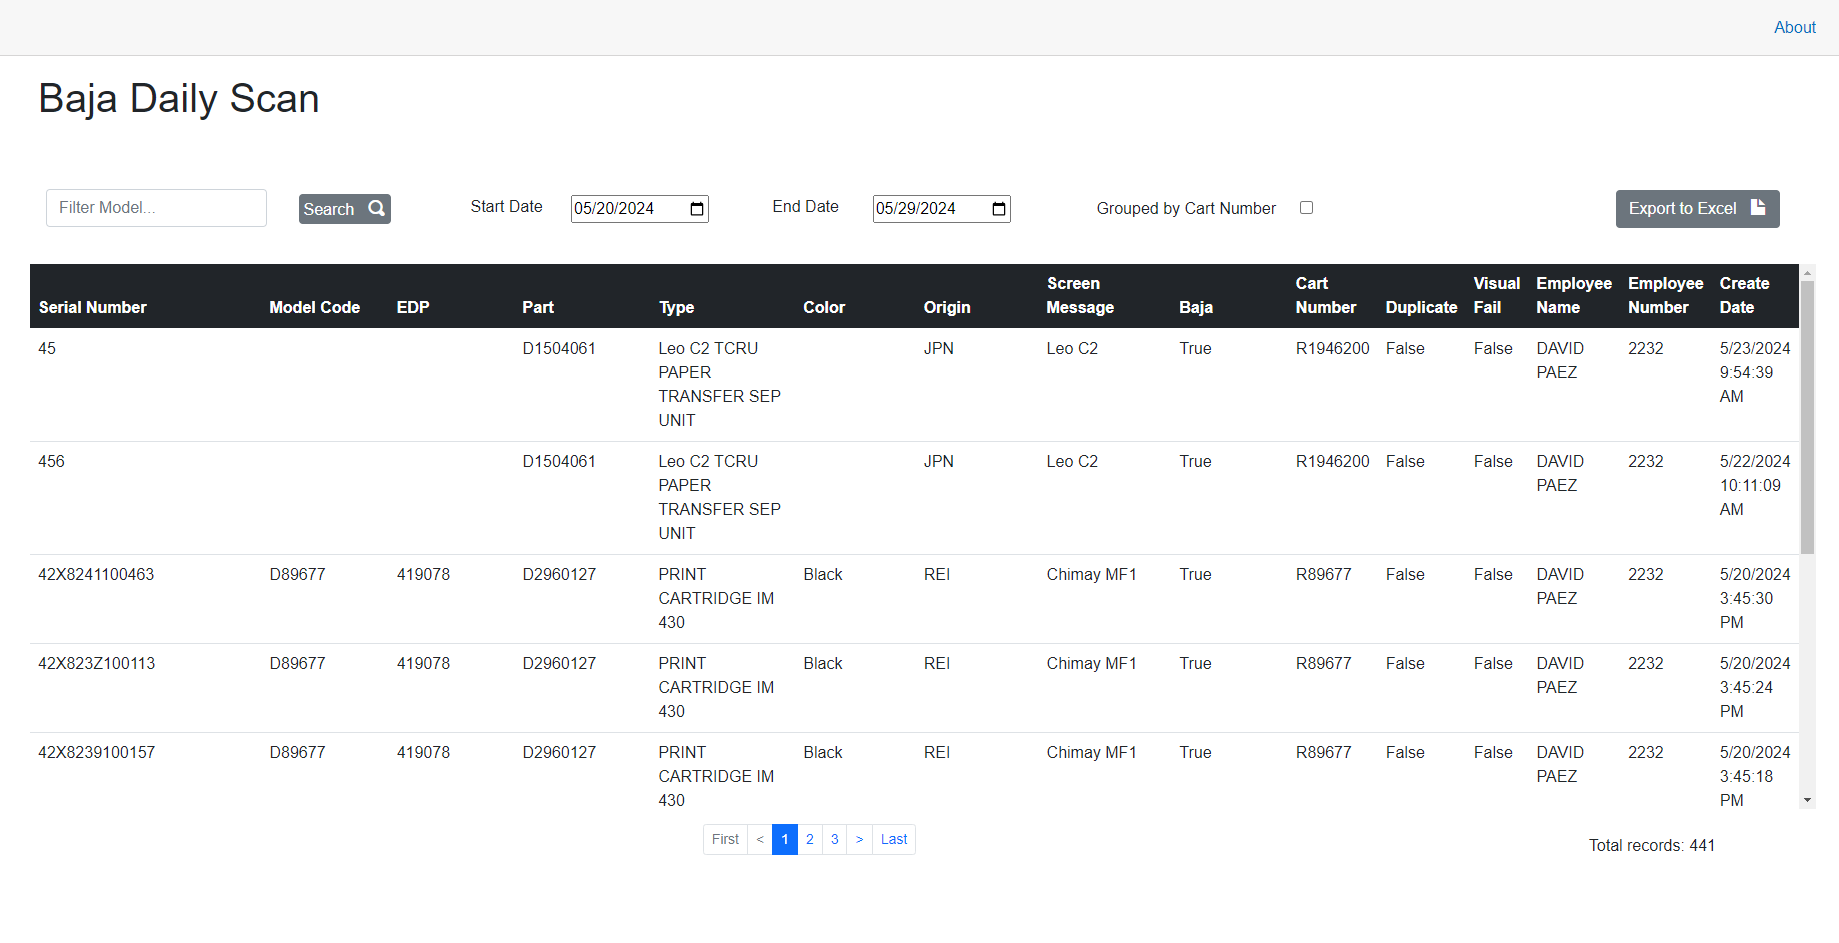 About
Baja Daily Scan
Filter Model... Search Start Date 05/20/2024 End Date 05/29/2024 Grouped by Cart Number Export to Excel
Serial Number Model Code EDP Part Type Color Origin Screen Message Baja Cart Number Duplicate Visual Fail Employee Name Employee Number Create Date
45 D1504061 Leo C2 TCRU PAPER TRANSFER SEP UNIT JPN Leo C2 True R1946200 False False DAVID PAEZ 2232 5/23/2024 9:54:39 AM
456 D1504061 Leo C2 TCRU PAPER TRANSFER SEP UNIT JPN Leo C2 True R1946200 False False DAVID PAEZ 2232 5/22/2024 10:11:09 AM
42X8241100463 D89677 419078 D2960127 PRINT CARTRIDGE IM 430 Black REI Chimay MF1 True R89677 False False DAVID PAEZ 2232 5/20/2024 3:45:30 PM
42X823Z100113 D89677 419078 D2960127 PRINT CARTRIDGE IM 430 Black REI Chimay MF1 True R89677 False False DAVID PAEZ 2232 5/20/2024 3:45:24 PM
42X8239100157 D89677 419078 D2960127 PRINT CARTRIDGE IM 430 Black REI Chimay MF1 True R89677 False False DAVID PAEZ 2232 5/20/2024 3:45:18 PM
First < 1 2 3 > Last
Total records: 441